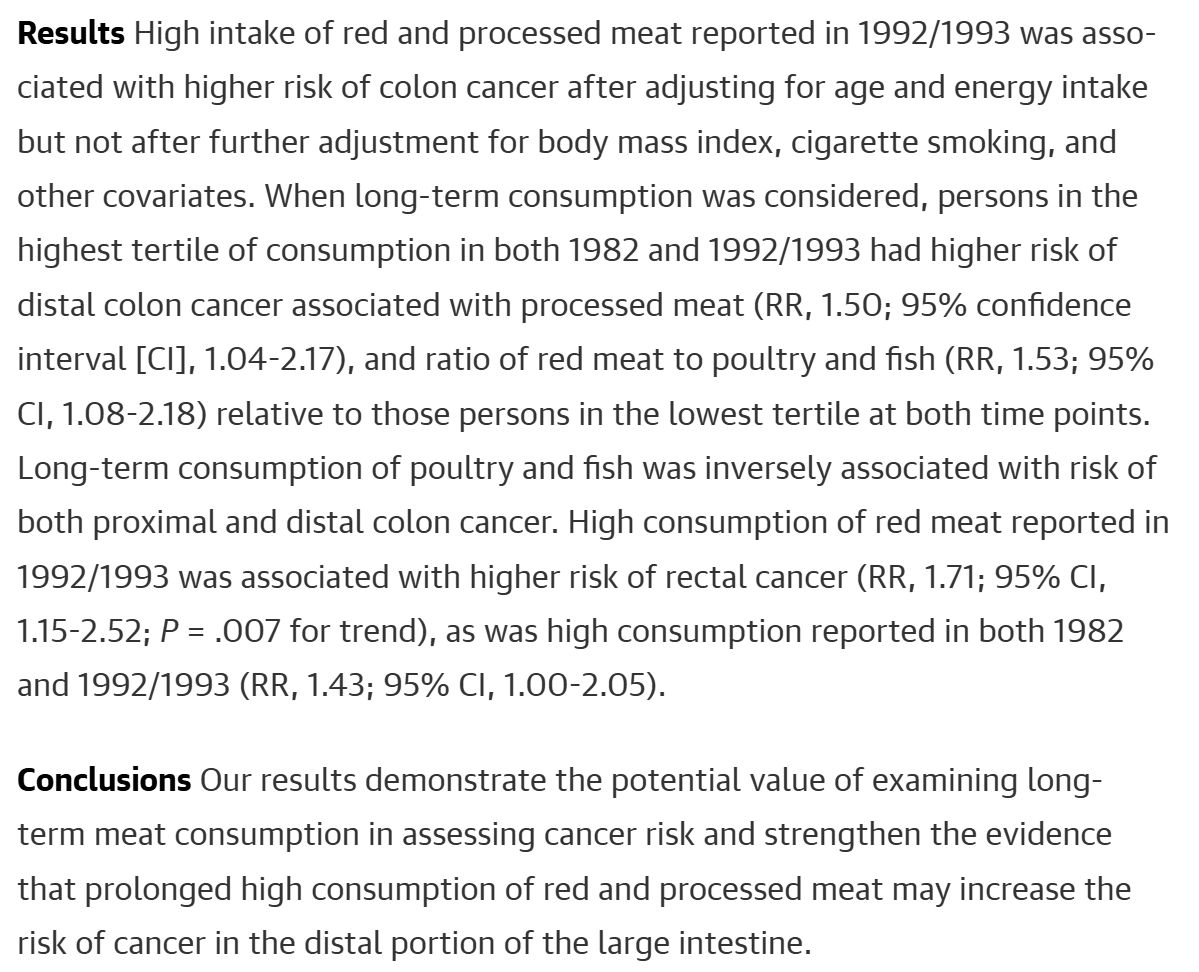 Results High intake of red and processed meat reported in 1992/1993 was asso-
ciated with higher risk of colon cancer after adjusting for age and energy intake
but not after further adjustment for body mass index, cigarette smoking, and
other covariates. When long-term consumption was considered, persons in the
highest tertile of consumption in both 1982 and 1992/1993 had higher risk of
distal colon cancer associated with processed meat (RR, 1.50; 95% confidence
interval [CI], 1.04-2.17), and ratio of red meat to poultry and fish (RR, 1.53; 95%
CI, 1.08-2.18) relative to those persons in the lowest tertile at both time points.
Long-term consumption of poultry and fish was inversely associated with risk of
both proximal and distal colon cancer. High consumption of red meat reported in
1992/1993 was associated with higher risk of rectal cancer (RR, 1.71; 95% CI,
1.15-2.52; P = .007 for trend), as was high consumption reported in both 1982
and 1992/1993 (RR, 1.43; 95% CI, 1.00-2.05).
Conclusions Our results demonstrate the potential value of examining long-
term meat consumption in assessing cancer risk and strengthen the evidence
that prolonged high consumption of red and processed meat may increase the
risk of cancer in the distal portion of the large intestine.